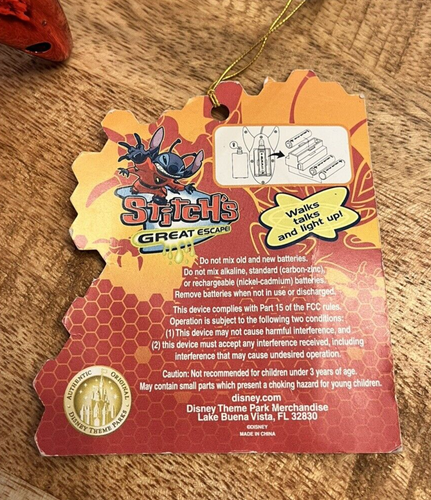 STITCH'S
GREAT ESCAPE!
Walks
talks
and light up!
Do not mix old and new batteries.
Do not mix alkaline, standard (carbon-zinc),
or rechargeable (nickel-cadmium) batteries.
Remove batteries when not in use or discharged.
This device complies with Part 15 of the FCC rules.
Operation is subject to the following two conditions:
(1) This device may not cause harmful interference, and
(2) this device must accept any interference received, including
interference that may cause undesired operation.
Caution: Not recommended for children under 3 years of age.
May contain small parts which present a choking hazard for young children.
disney.com
Disney Theme Park Merchandise
Lake Buena Vista, FL 32830
©DISNEY
MADE IN CHINA
AUTHENTIC ORIGINAL
DISNEY THEME PARKS